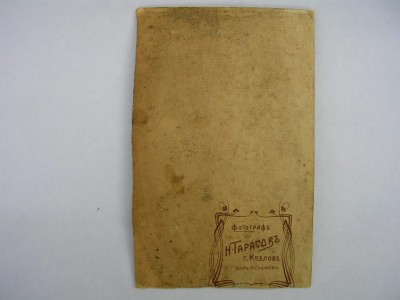 Фотографъ
Н. Тарасовъ
г. Козловъ